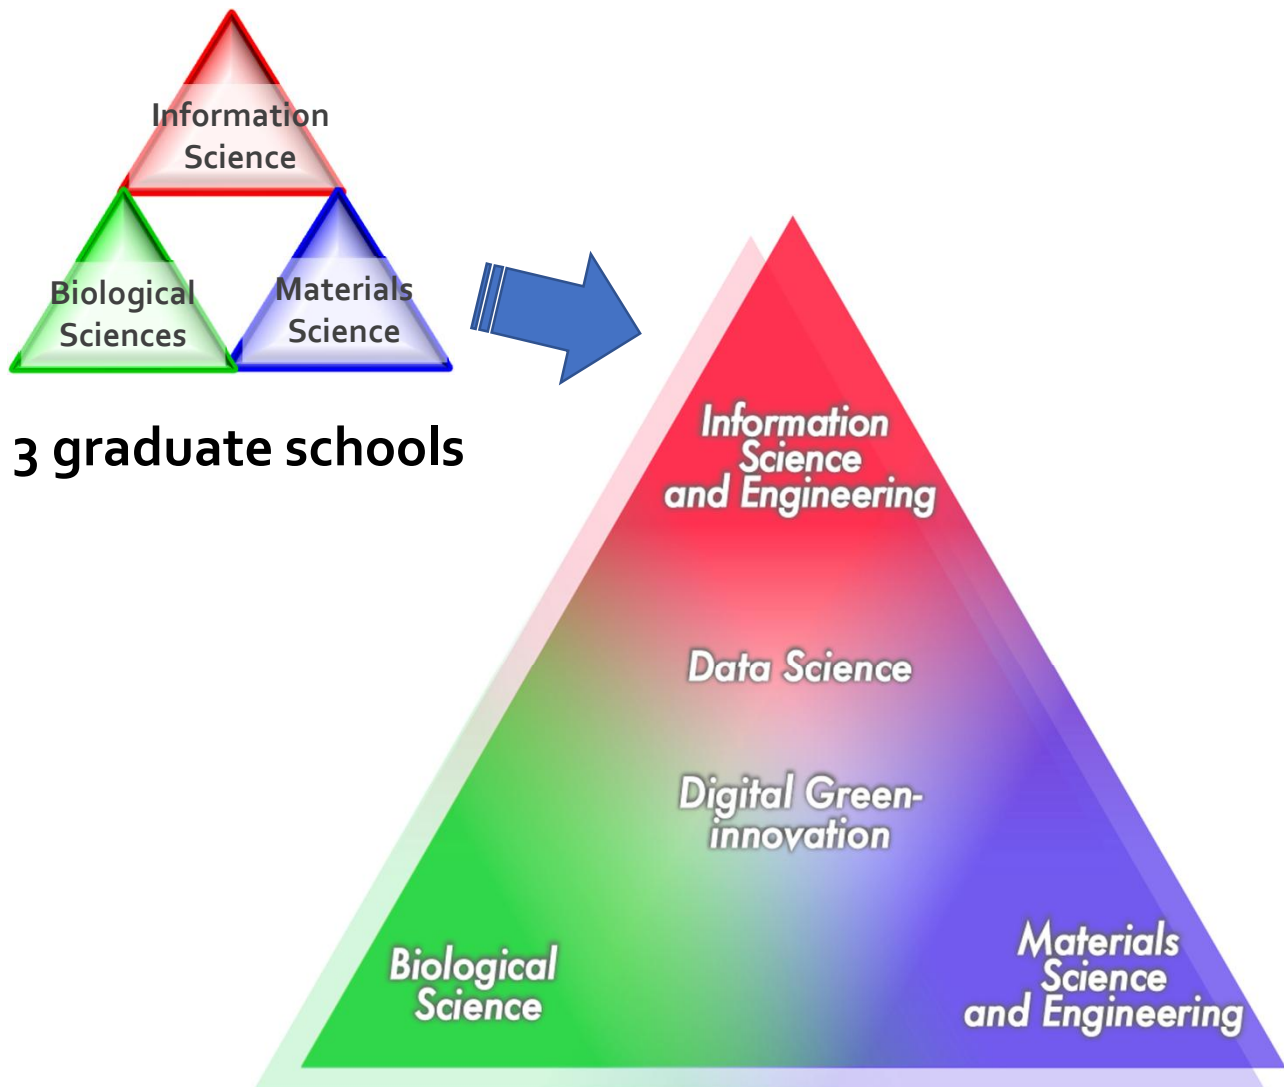 Information
Science
Biological
Sciences
Materials
Science
3 graduate schools
Information
Science
and Engineering
Data Science
Digital Green-
innovation
Biological
Science
Materials
Science
and Engineering